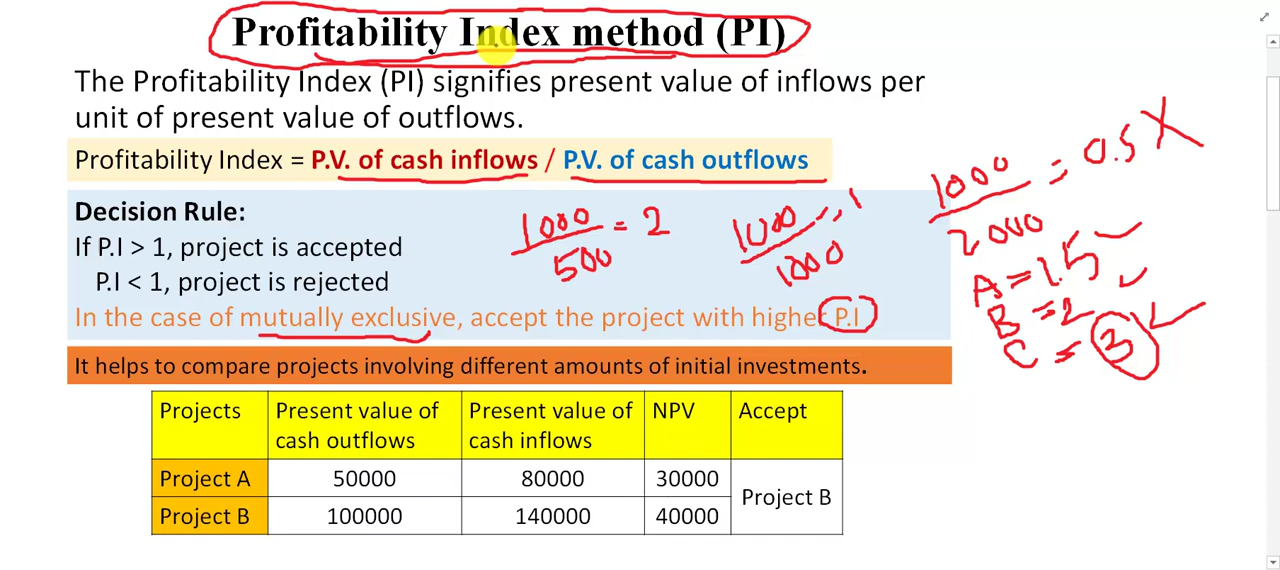 Profitability Index method (PI)
The Profitability Index (PI) signifies present value of inflows per
unit of present value of outflows.
Profitability Index = P.V. of cash inflows / P.V. of cash outflows
Decision Rule:
If P.I > 1, project is accepted
P.I < 1, project is rejected
In the case of mutually exclusive, accept the project with higher P.I
1000/500 = 2
1000/1000 = 1
1000/2000 = 0.5 X
A = 1.5 ✓
B = 2 ✓
C = 3 ✓
It helps to compare projects involving different amounts of initial investments.
Projects Present value of cash outflows Present value of cash inflows NPV Accept
Project A 50000 80000 30000 Project B
Project B 100000 140000 40000